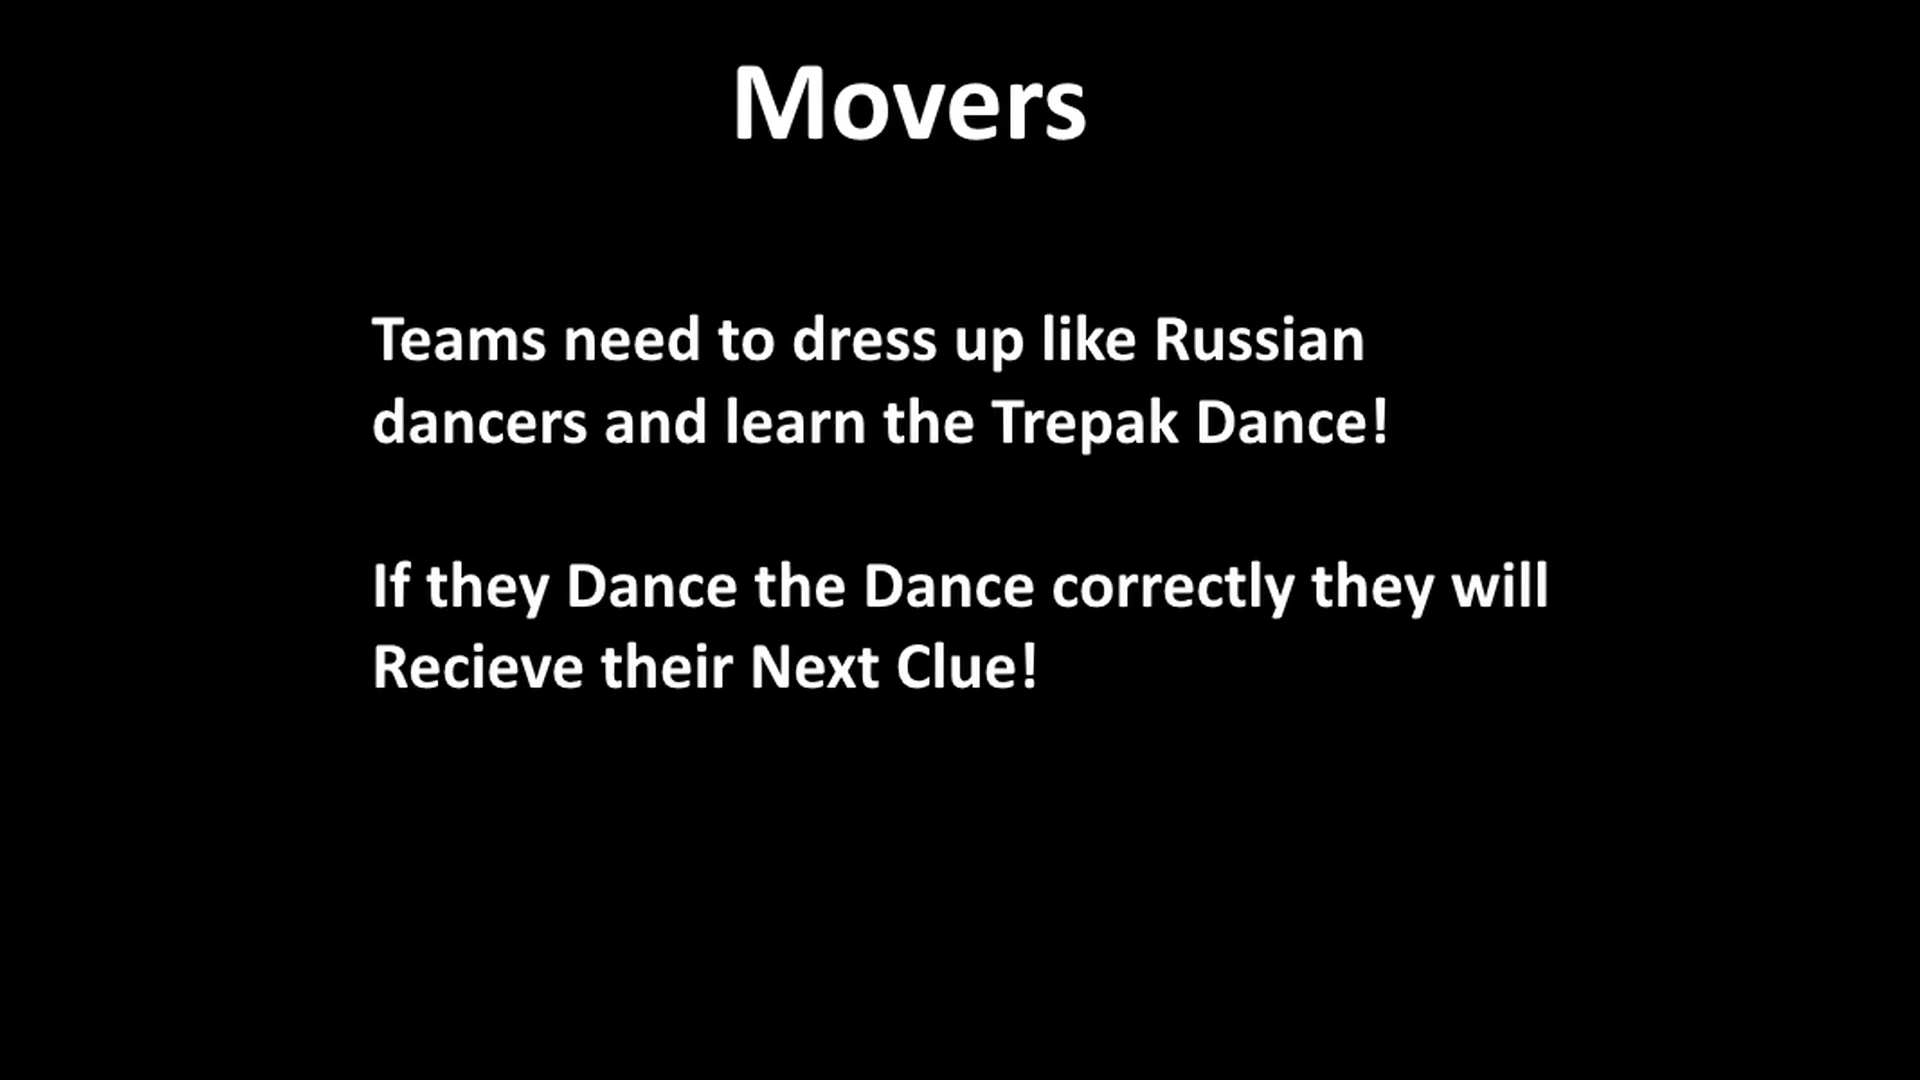 Movers
Teams need to dress up like Russian
dancers and learn the Trepak Dance!
If they Dance the Dance correctly they will
Recieve their Next Clue!